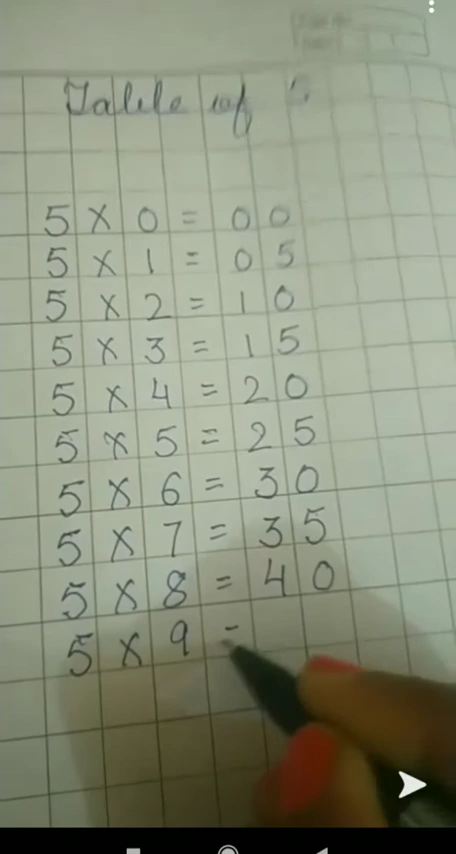 Table of 5
5 × 0 = 00
5 × 1 = 05
5 × 2 = 10
5 × 3 = 15
5 × 4 = 20
5 × 5 = 25
5 × 6 = 30
5 × 7 = 35
5 × 8 = 40
5 × 9 =